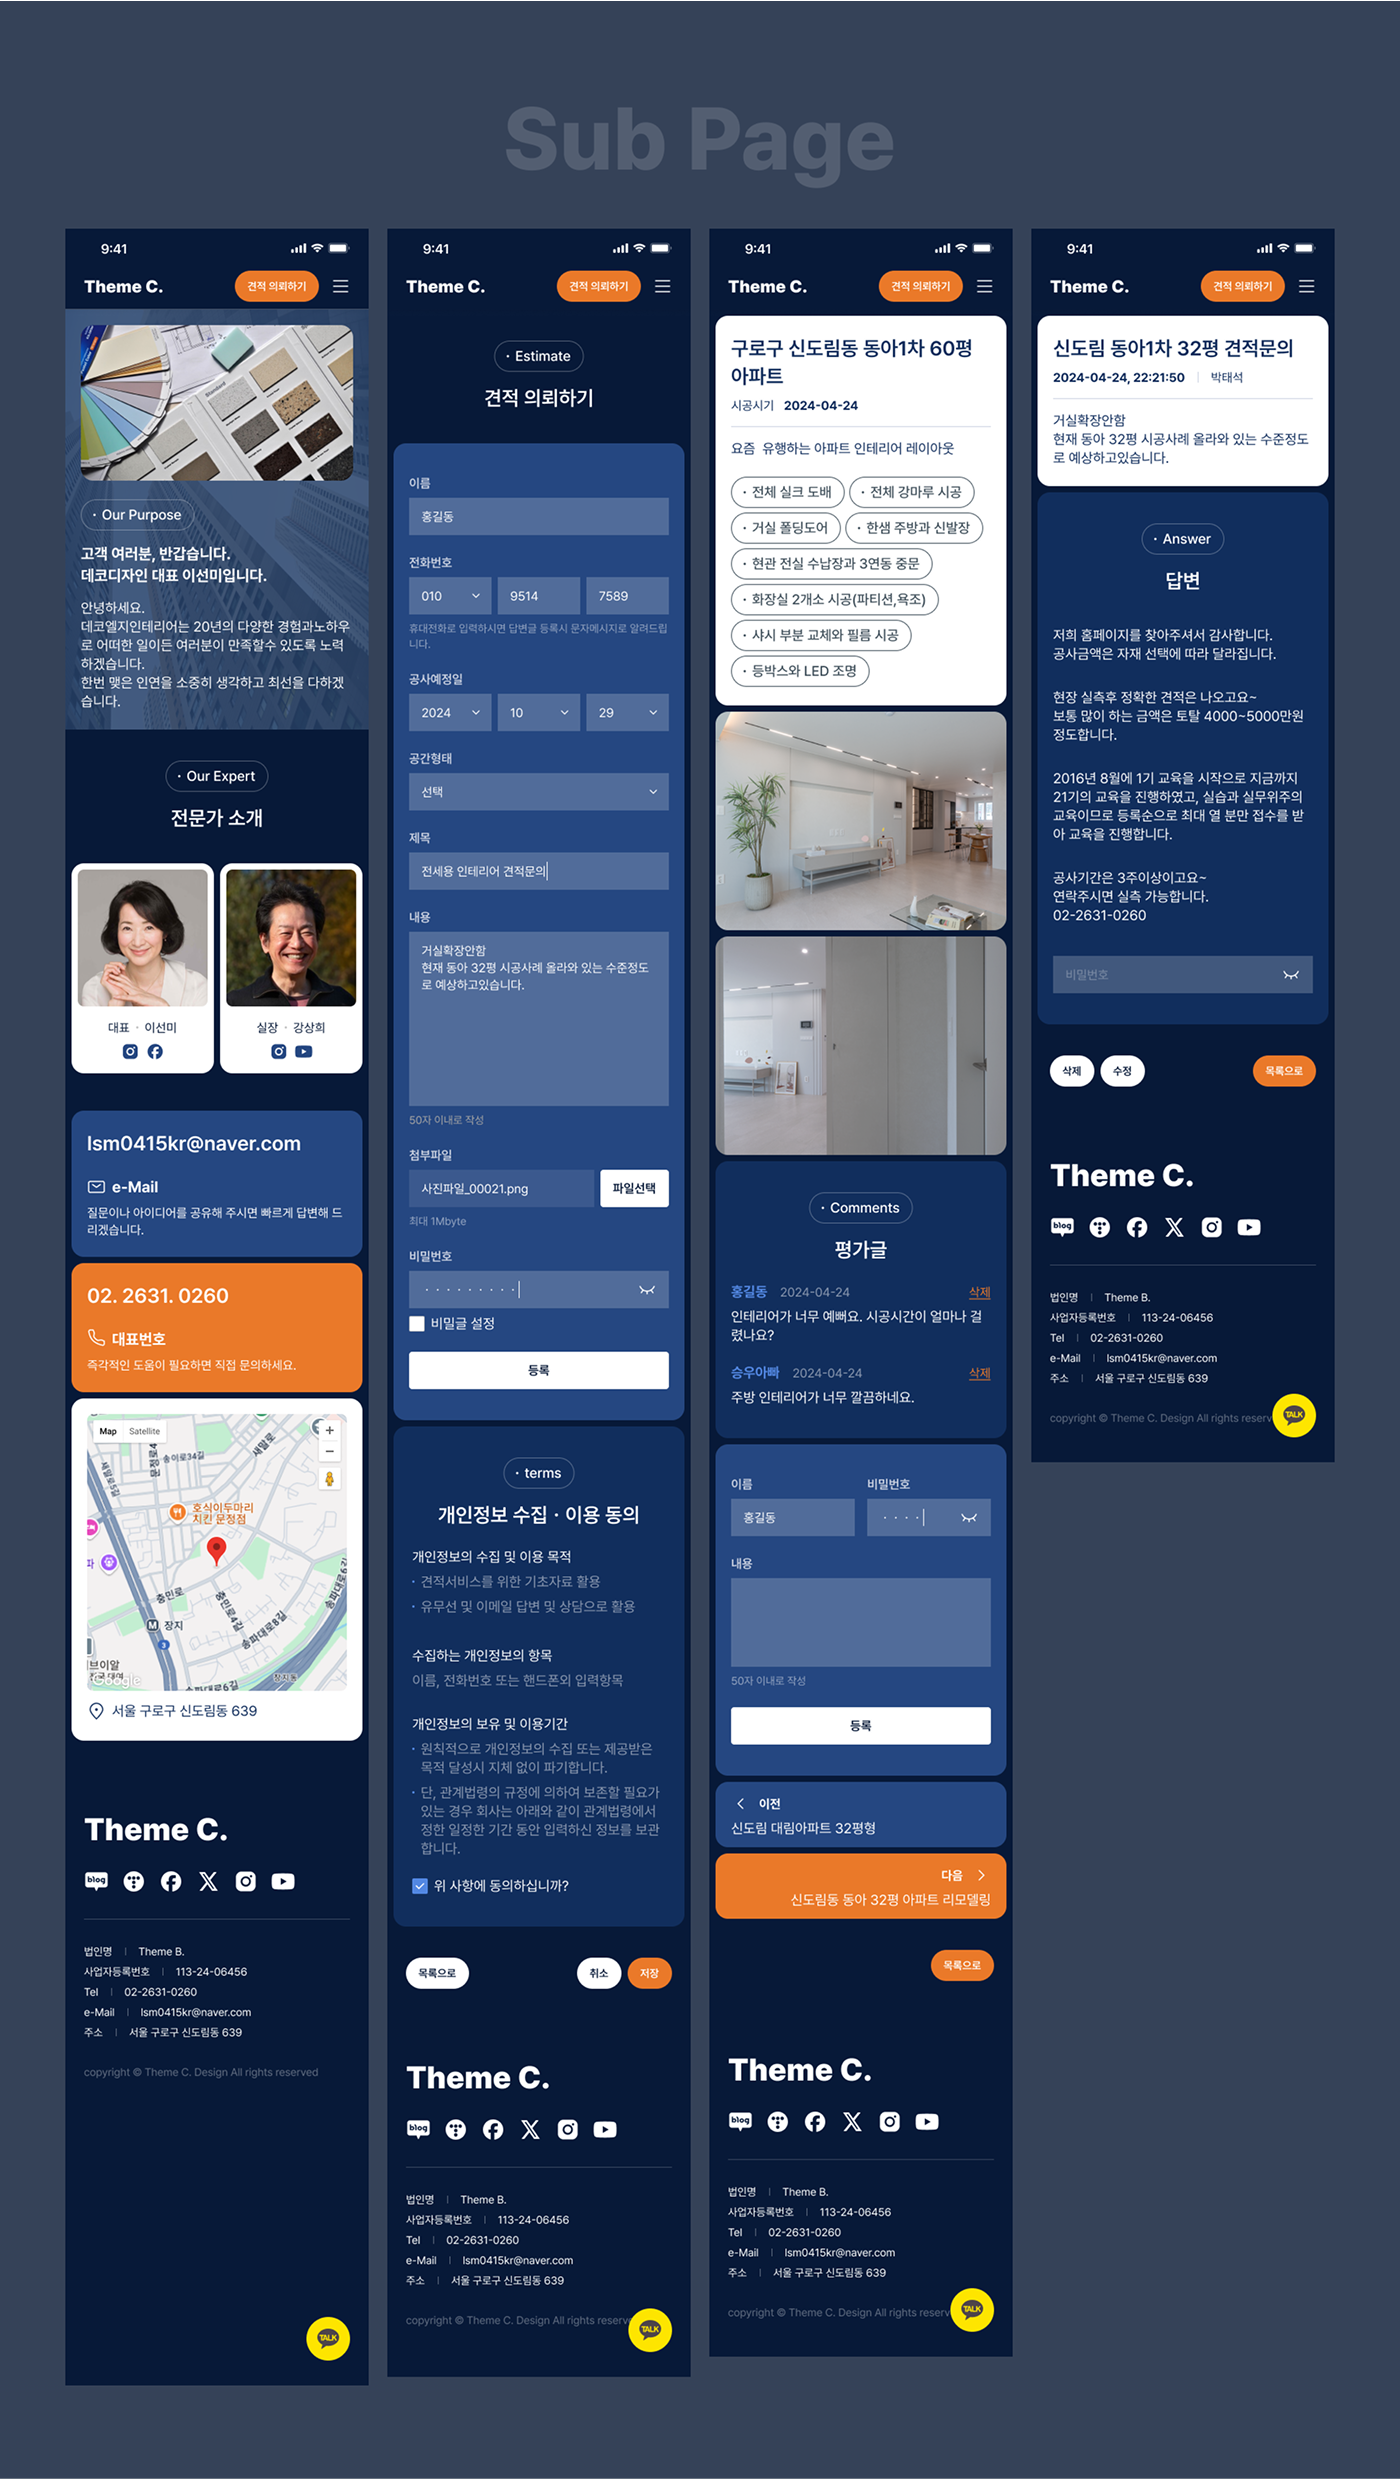 Sub Page
9:41
Theme C.
견적 의뢰하기
Our Purpose
고객 여러분, 반갑습니다.
데코디자인 대표 이선미입니다.
안녕하세요.
데코엘지인테리어는 20년의 다양한 경험과노하우
로 어떠한 일이든 여러분이 만족할수 있도록 노력
하겠습니다.
한번 맺은 인연을 소중히 생각하고 최선을 다하겠
습니다.
Our Expert
전문가 소개
대표 · 이선미
실장 · 강상희
lsm0415kr@naver.com
e-Mail
질문이나 아이디어를 공유해 주시면 빠르게 답변해 드
리겠습니다.
02. 2631. 0260
대표번호
즉각적인 도움이 필요하면 직접 문의하세요.
Map
Satellite
송이로34길
새말로
새말로5길
호식이두마리
치킨 문정점
충민로
충민로4길
송파대로8길
송파대로6길
M 장지
3
장지동
송파대로6길
Google
서울 구로구 신도림동 639
Theme C.
blog
법인명 | Theme B.
사업자등록번호 | 113-24-06456
Tel | 02-2631-0260
e-Mail | lsm0415kr@naver.com
주소 | 서울 구로구 신도림동 639
copyright © Theme C. Design All rights reserved
TALK
9:41
Theme C.
견적 의뢰하기
Estimate
견적 의뢰하기
이름
홍길동
전화번호
010
9514
7589
휴대전화로 입력하시면 답변글 등록시 문자메시지로 알려드립
니다.
공사예정일
2024
10
29
공간형태
선택
제목
전세용 인테리어 견적문의
내용
거실확장안함
현재 동아 32평 시공사례 올라와 있는 수준정도
로 예상하고있습니다.
50자 이내로 작성
첨부파일
사진파일_00021.png
파일선택
최대 1Mbyte
비밀번호
비밀글 설정
등록
terms
개인정보 수집 · 이용 동의
개인정보의 수집 및 이용 목적
· 견적서비스를 위한 기초자료 활용
· 유무선 및 이메일 답변 및 상담으로 활용
수집하는 개인정보의 항목
이름, 전화번호 또는 핸드폰외 입력항목
개인정보의 보유 및 이용기간
· 원칙적으로 개인정보의 수집 또는 제공받은
목적 달성시 지체 없이 파기합니다.
· 단, 관계법령의 규정에 의하여 보존할 필요가
있는 경우 회사는 아래와 같이 관계법령에서
정한 일정한 기간 동안 입력하신 정보를 보관
합니다.
위 사항에 동의하십니까?
목록으로
취소
저장
Theme C.
blog
법인명 | Theme B.
사업자등록번호 | 113-24-06456
Tel | 02-2631-0260
e-Mail | lsm0415kr@naver.com
주소 | 서울 구로구 신도림동 639
copyright © Theme C. Design All rights reserv
TALK
9:41
Theme C.
견적 의뢰하기
구로구 신도림동 동아1차 60평
아파트
시공시기 2024-04-24
요즘 유행하는 아파트 인테리어 레이아웃
· 전체 실크 도배
· 전체 강마루 시공
· 거실 폴딩도어
· 한샘 주방과 신발장
· 현관 전실 수납장과 3연동 중문
· 화장실 2개소 시공(파티션,욕조)
· 샤시 부분 교체와 필름 시공
· 등박스와 LED 조명
Comments
평가글
홍길동 2024-04-24 삭제
인테리어가 너무 예뻐요. 시공시간이 얼마나 걸
렸나요?
승우아빠 2024-04-24 삭제
주방 인테리어가 너무 깔끔하네요.
이름
비밀번호
홍길동
내용
50자 이내로 작성
등록
이전
신도림 대림아파트 32평형
다음
신도림동 동아 32평 아파트 리모델링
목록으로
Theme C.
blog
법인명 | Theme B.
사업자등록번호 | 113-24-06456
Tel | 02-2631-0260
e-Mail | lsm0415kr@naver.com
주소 | 서울 구로구 신도림동 639
copyright © Theme C. Design All rights reserv
TALK
9:41
Theme C.
견적 의뢰하기
신도림 동아1차 32평 견적문의
2024-04-24, 22:21:50 | 박태석
거실확장안함
현재 동아 32평 시공사례 올라와 있는 수준정도
로 예상하고있습니다.
Answer
답변
저희 홈페이지를 찾아주셔서 감사합니다.
공사금액은 자재 선택에 따라 달라집니다.
현장 실측후 정확한 견적은 나오고요~
보통 많이 하는 금액은 토탈 4000~5000만원
정도합니다.
2016년 8월에 1기 교육을 시작으로 지금까지
21기의 교육을 진행하였고, 실습과 실무위주의
교육이므로 등록순으로 최대 열 분만 접수를 받
아 교육을 진행합니다.
공사기간은 3주이상이고요~
연락주시면 실측 가능합니다.
02-2631-0260
비밀번호
삭제
수정
목록으로
Theme C.
blog
법인명 | Theme B.
사업자등록번호 | 113-24-06456
Tel | 02-2631-0260
e-Mail | lsm0415kr@naver.com
주소 | 서울 구로구 신도림동 639
copyright © Theme C. Design All rights reserv
TALK